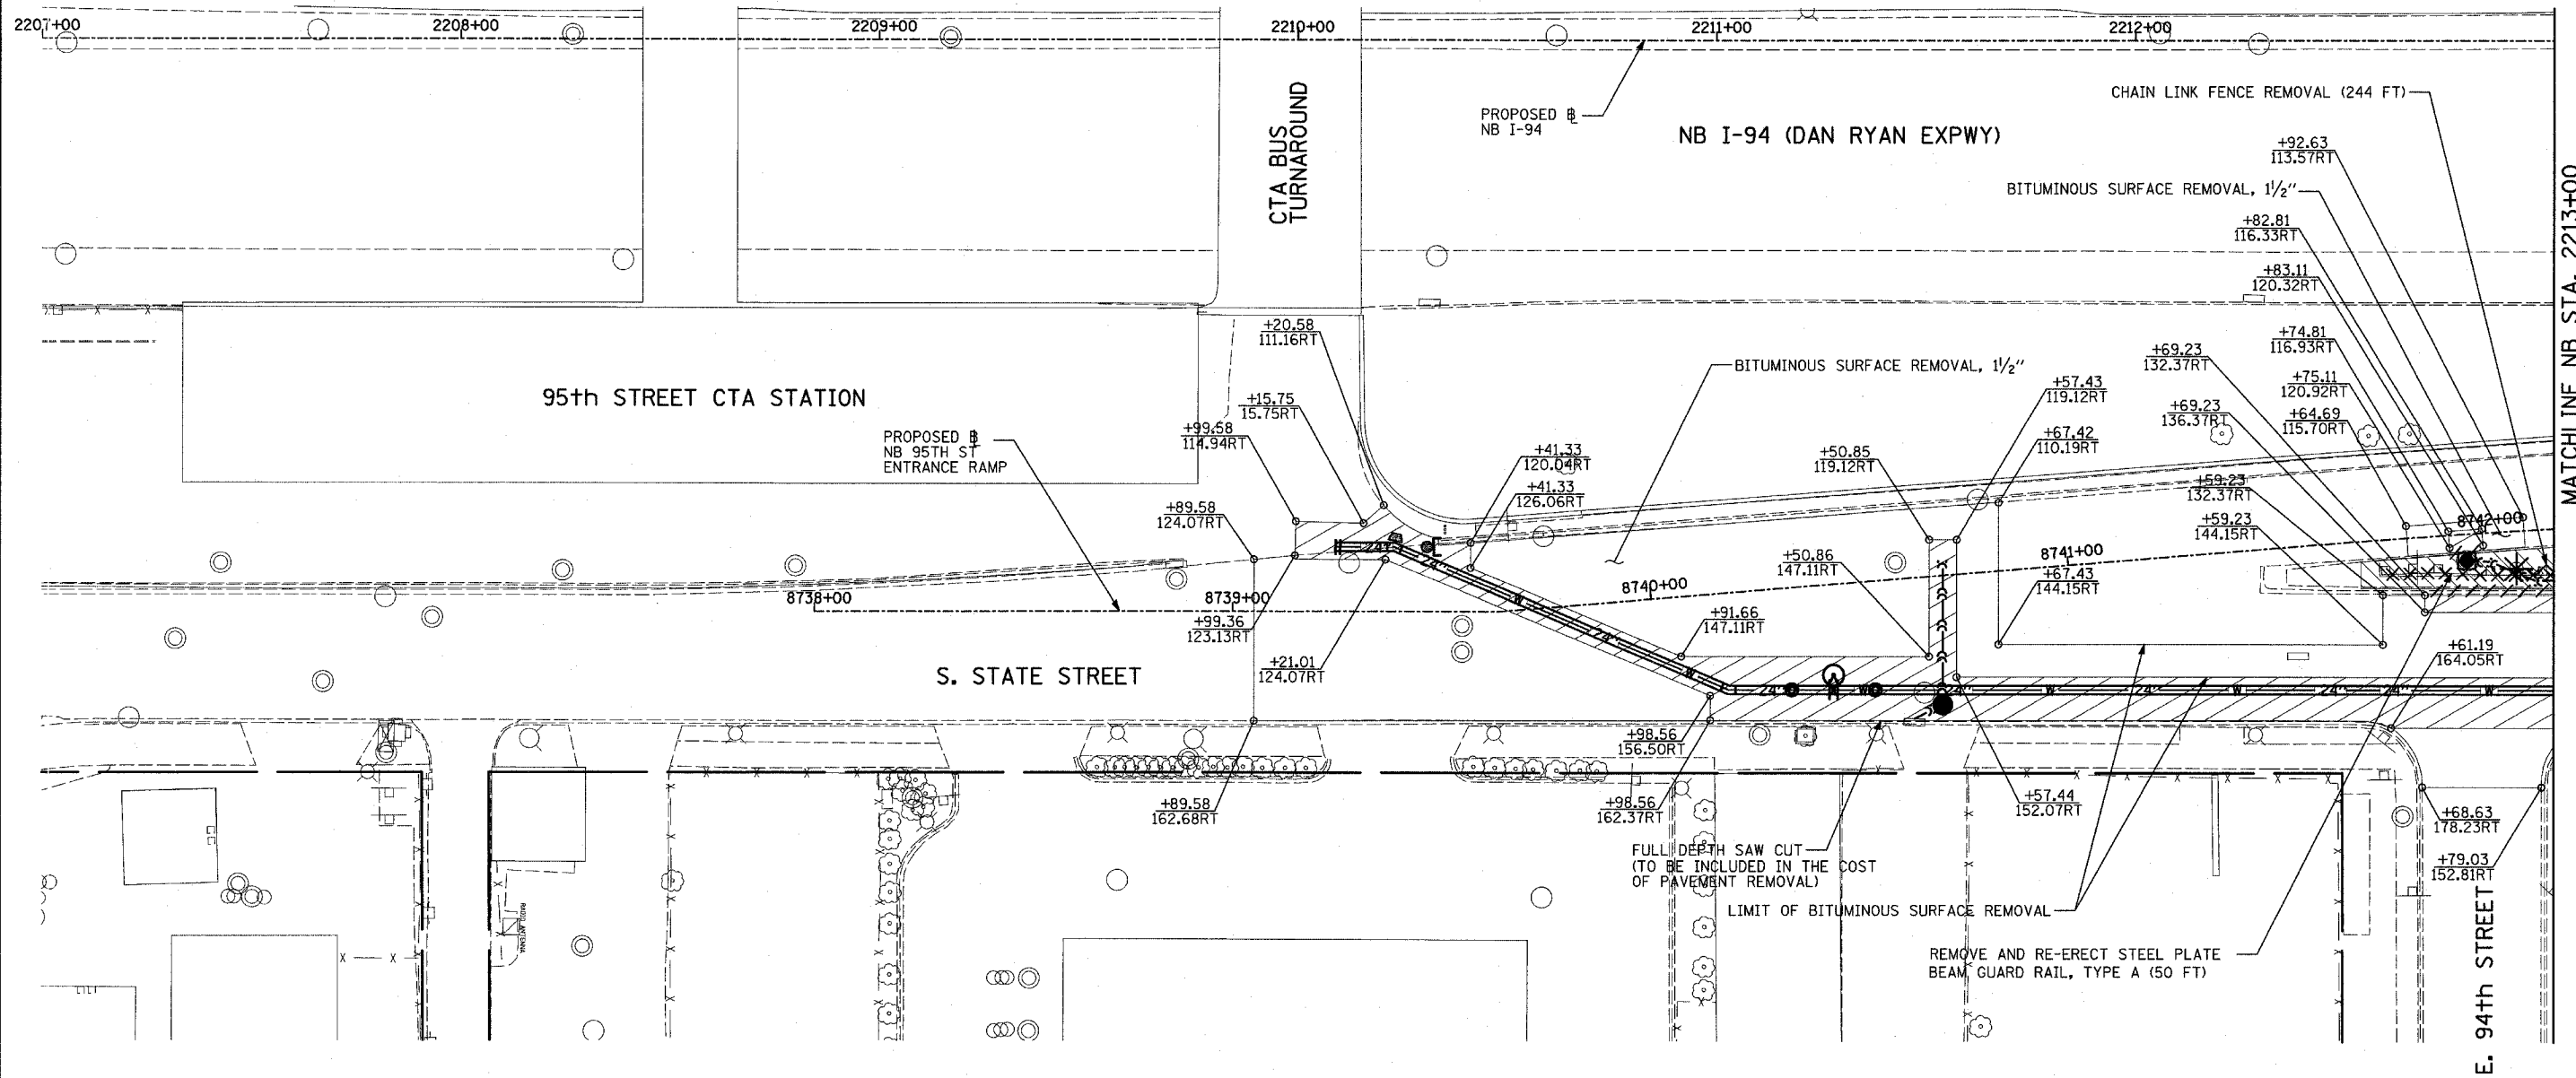 2207+00
2208+00
2209+00
2210+00
2211+00
2212+00
CTA BUS
TURNAROUND
PROPOSED ⅊
NB I-94
NB I-94 (DAN RYAN EXPWY)
CHAIN LINK FENCE REMOVAL (244 FT)
MATCHLINE NB STA. 2213+00
+92.63
113.57RT
BITUMINOUS SURFACE REMOVAL, 1½"
+82.81
116.33RT
+83.11
120.32RT
+74.81
116.93RT
+75.11
120.92RT
+64.69
115.70RT
+69.23
132.37RT
+69.23
136.37RT
+59.23
132.37RT
+59.23
144.15RT
+20.58
111.16RT
+15.75
15.75RT
+99.58
114.94RT
BITUMINOUS SURFACE REMOVAL, 1½"
+57.43
119.12RT
+67.42
110.19RT
+50.85
119.12RT
+41.33
120.04RT
+41.33
126.06RT
95th STREET CTA STATION
PROPOSED ⅊
NB 95TH ST
ENTRANCE RAMP
+89.58
124.07RT
8738+00
8739+00
8740+00
8741+00
8742+00
+50.86
147.11RT
+67.43
144.15RT
+99.36
123.13RT
+91.66
147.11RT
+21.01
124.07RT
S. STATE STREET
24"
24"
W
24"
W
24"
W
W
24"
W
24"
W
24"
24"
W
+61.19
164.05RT
+98.56
156.50RT
+89.58
162.68RT
+98.56
162.37RT
+57.44
152.07RT
+68.63
178.23RT
+79.03
152.81RT
FULL DEPTH SAW CUT
(TO BE INCLUDED IN THE COST
OF PAVEMENT REMOVAL)
LIMIT OF BITUMINOUS SURFACE REMOVAL
REMOVE AND RE-ERECT STEEL PLATE
BEAM GUARD RAIL, TYPE A (50 FT)
RADIO ANTENNA
E. 94th STREET